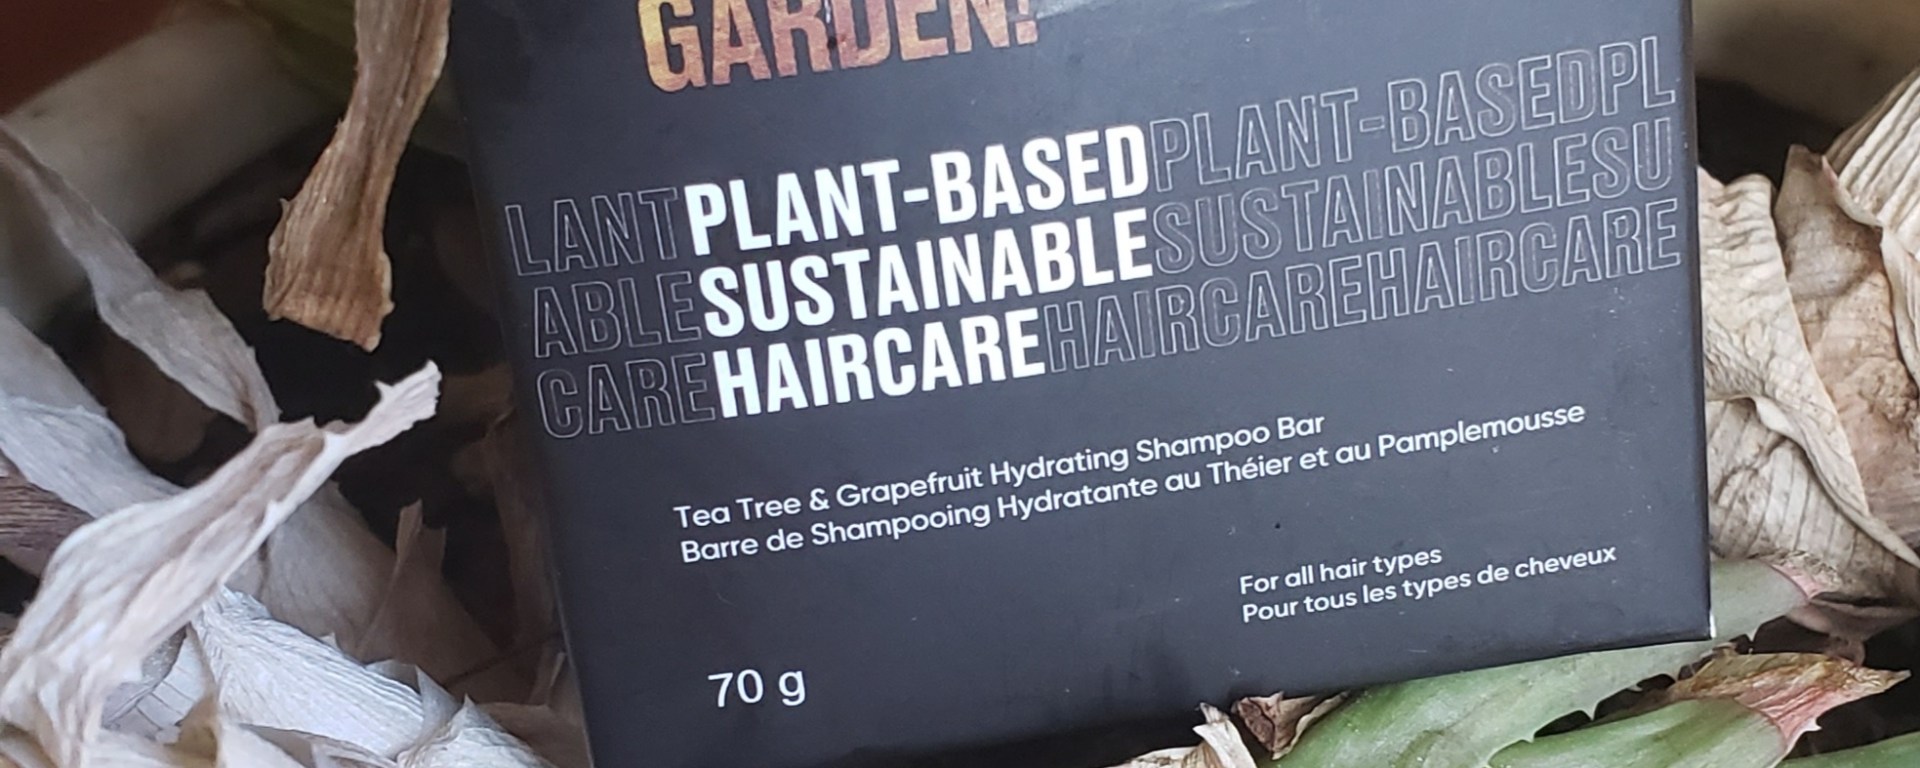 GARDEN!
LANTPLANT-BASEDPLANT-BASEDPL
ABLESUSTAINABLESUSTAINABLESU
CAREHAIRCAREHAIRCAREHAIRCARE
Tea Tree & Grapefruit Hydrating Shampoo Bar
Barre de Shampooing Hydratante au Théier et au Pamplemousse
For all hair types
Pour tous les types de cheveux
70 g